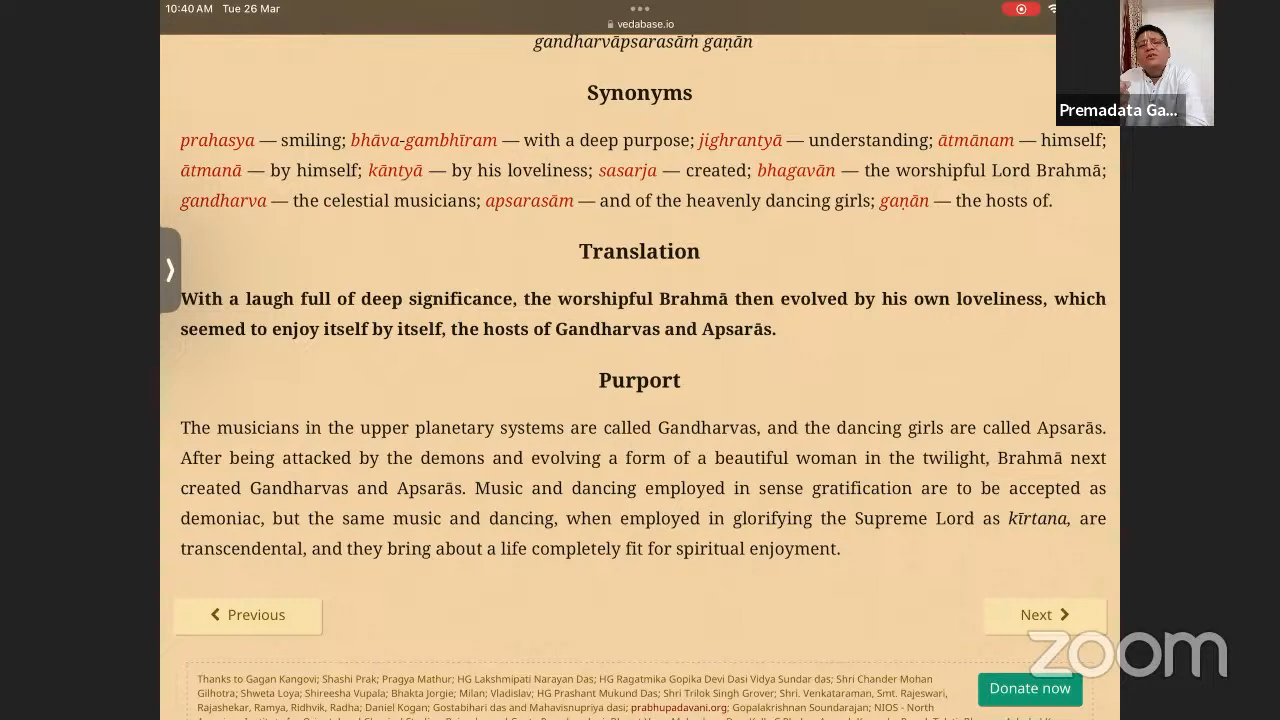 10:40 AM Tue 26 Mar
vedabase.io
gandharvāpsarasāṁ gaṇān
Premadata Ga...
Synonyms
prahasya — smiling; bhāva-gambhīram — with a deep purpose; jighrantyā — understanding; ātmānam — himself;
ātmanā — by himself; kāntyā — by his loveliness; sasarja — created; bhagavān — the worshipful Lord Brahmā;
gandharva — the celestial musicians; apsarasām — and of the heavenly dancing girls; gaṇān — the hosts of.
Translation
With a laugh full of deep significance, the worshipful Brahmā then evolved by his own loveliness, which
seemed to enjoy itself by itself, the hosts of Gandharvas and Apsarās.
Purport
The musicians in the upper planetary systems are called Gandharvas, and the dancing girls are called Apsarās.
After being attacked by the demons and evolving a form of a beautiful woman in the twilight, Brahmā next
created Gandharvas and Apsarās. Music and dancing employed in sense gratification are to be accepted as
demoniac, but the same music and dancing, when employed in glorifying the Supreme Lord as kīrtana, are
transcendental, and they bring about a life completely fit for spiritual enjoyment.
Previous
Next
zoom
Thanks to Gagan Kangovi; Shashi Prak; Pragya Mathur; HG Lakshmipati Narayan Das; HG Ragatmika Gopika Devi Dasi Vidya Sundar das; Shri Chander Mohan
Gilhotra; Shweta Loya; Shireesha Vupala; Bhakta Jorgie; Milan; Vladislav; HG Prashant Mukund Das; Shri Trilok Singh Grover; Shri. Venkataraman, Smt. Rajeswari,
Rajashekar, Ramya, Ridhvik, Radha; Daniel Kogan; Gostabihari das and Mahavisnupriya dasi; prabhupadavani.org; Gopalakrishnan Soundarajan; NIOS - North
Donate now